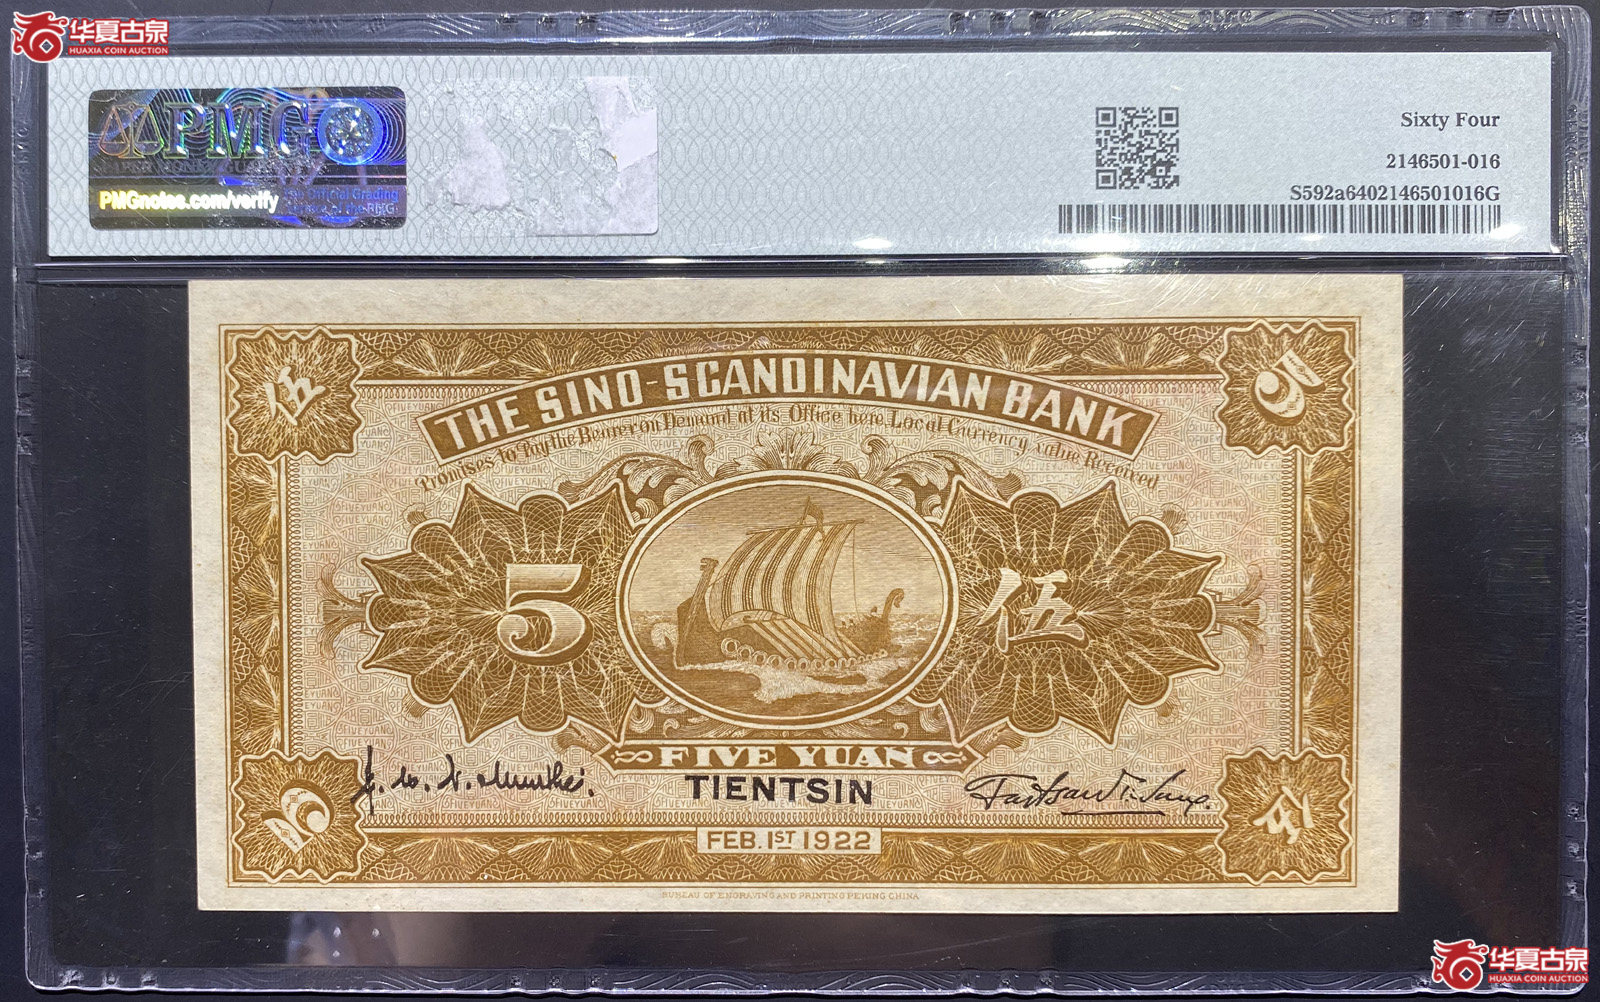 华夏古泉
HUAXIA COIN AUCTION
PMG
PMGnotes.com/verify
Sixty Four
2146501-016
S592a6402146501016G
伍
5
THE SINO-SCANDINAVIAN BANK
Promises to Pay the Bearer on Demand at its Office here Local Currency value Received
5
伍
FIVE YUAN
TIENTSIN
FEB. 1ST 1922
5
伍
BUREAU OF ENGRAVING AND PRINTING PEKING CHINA
华夏古泉
HUAXIA COIN AUCTION